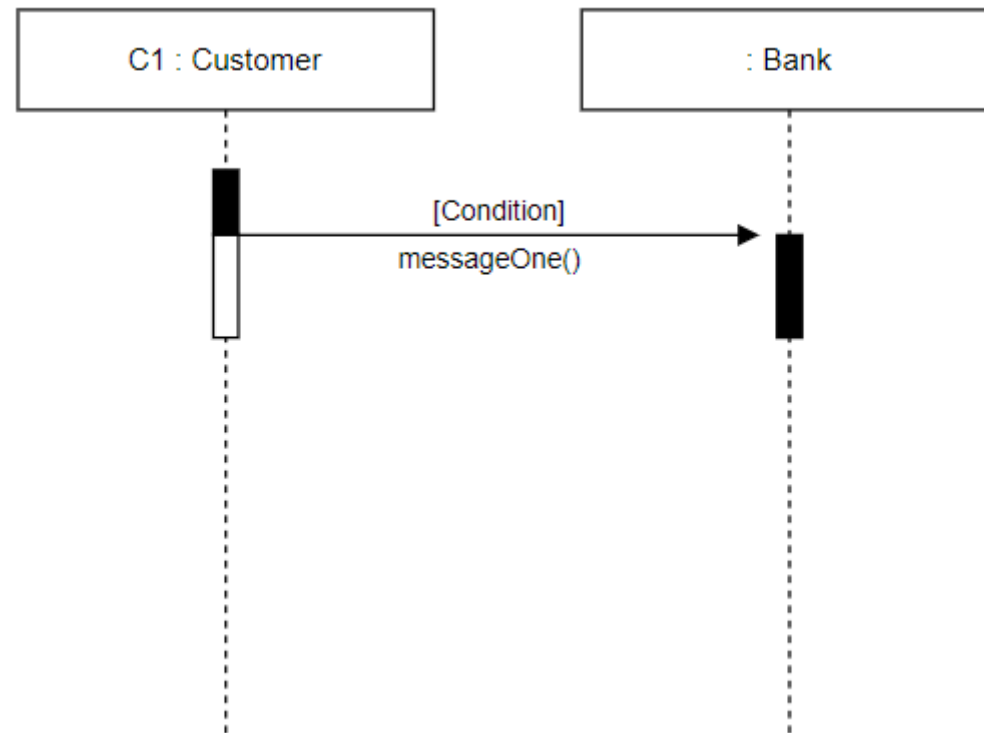 C1 : Customer
: Bank
[Condition]
messageOne()